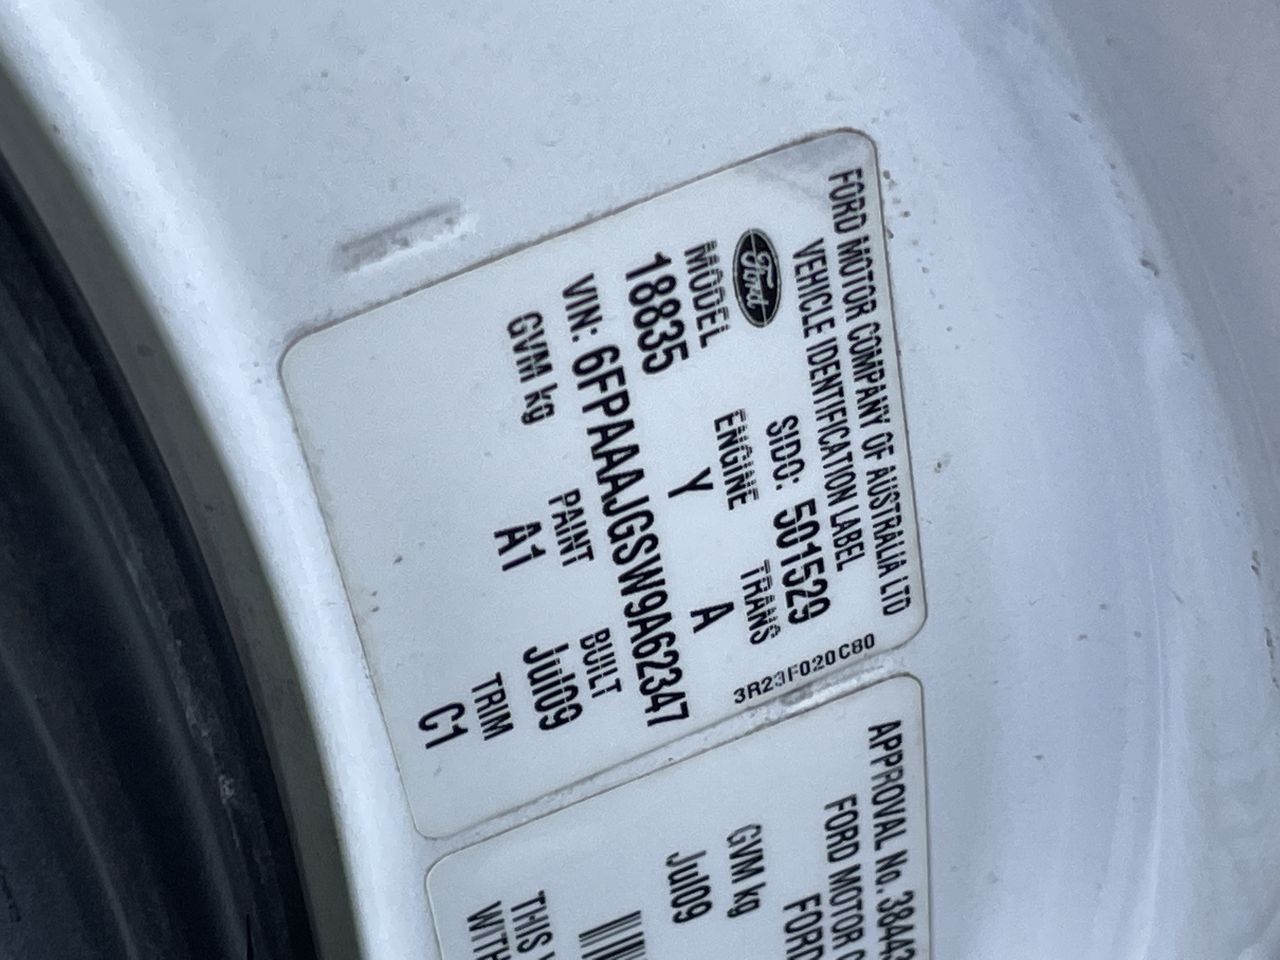 FORD MOTOR COMPANY OF AUSTRALIA LTD
VEHICLE IDENTIFICATION LABEL
Ford
SIDO: 501529
MODEL ENGINE TRANS
18835 Y A
VIN: 6FPAAAJGSW9A62347
GVM kg PAINT BUILT TRIM
A1 Jul09 C1
3R23F020C80
APPROVAL No. 38443
FORD MOTOR
FORD
GVM kg
Jul09
THIS
WITH